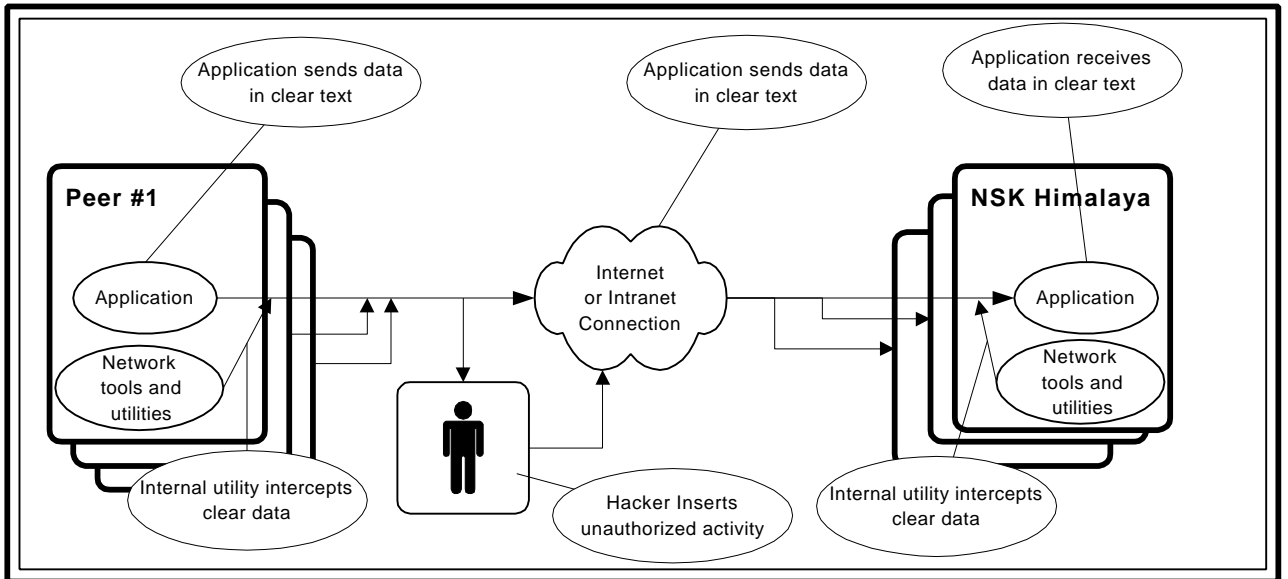 Application sends data
in clear text
Application sends data
in clear text
Application receives
data in clear text
Peer #1
NSK Himalaya
Application
Internet
or Intranet
Connection
Application
Network
tools and
utilities
Network
tools and
utilities
Internal utility intercepts
clear data
Hacker Inserts
unauthorized activity
Internal utility intercepts
clear data